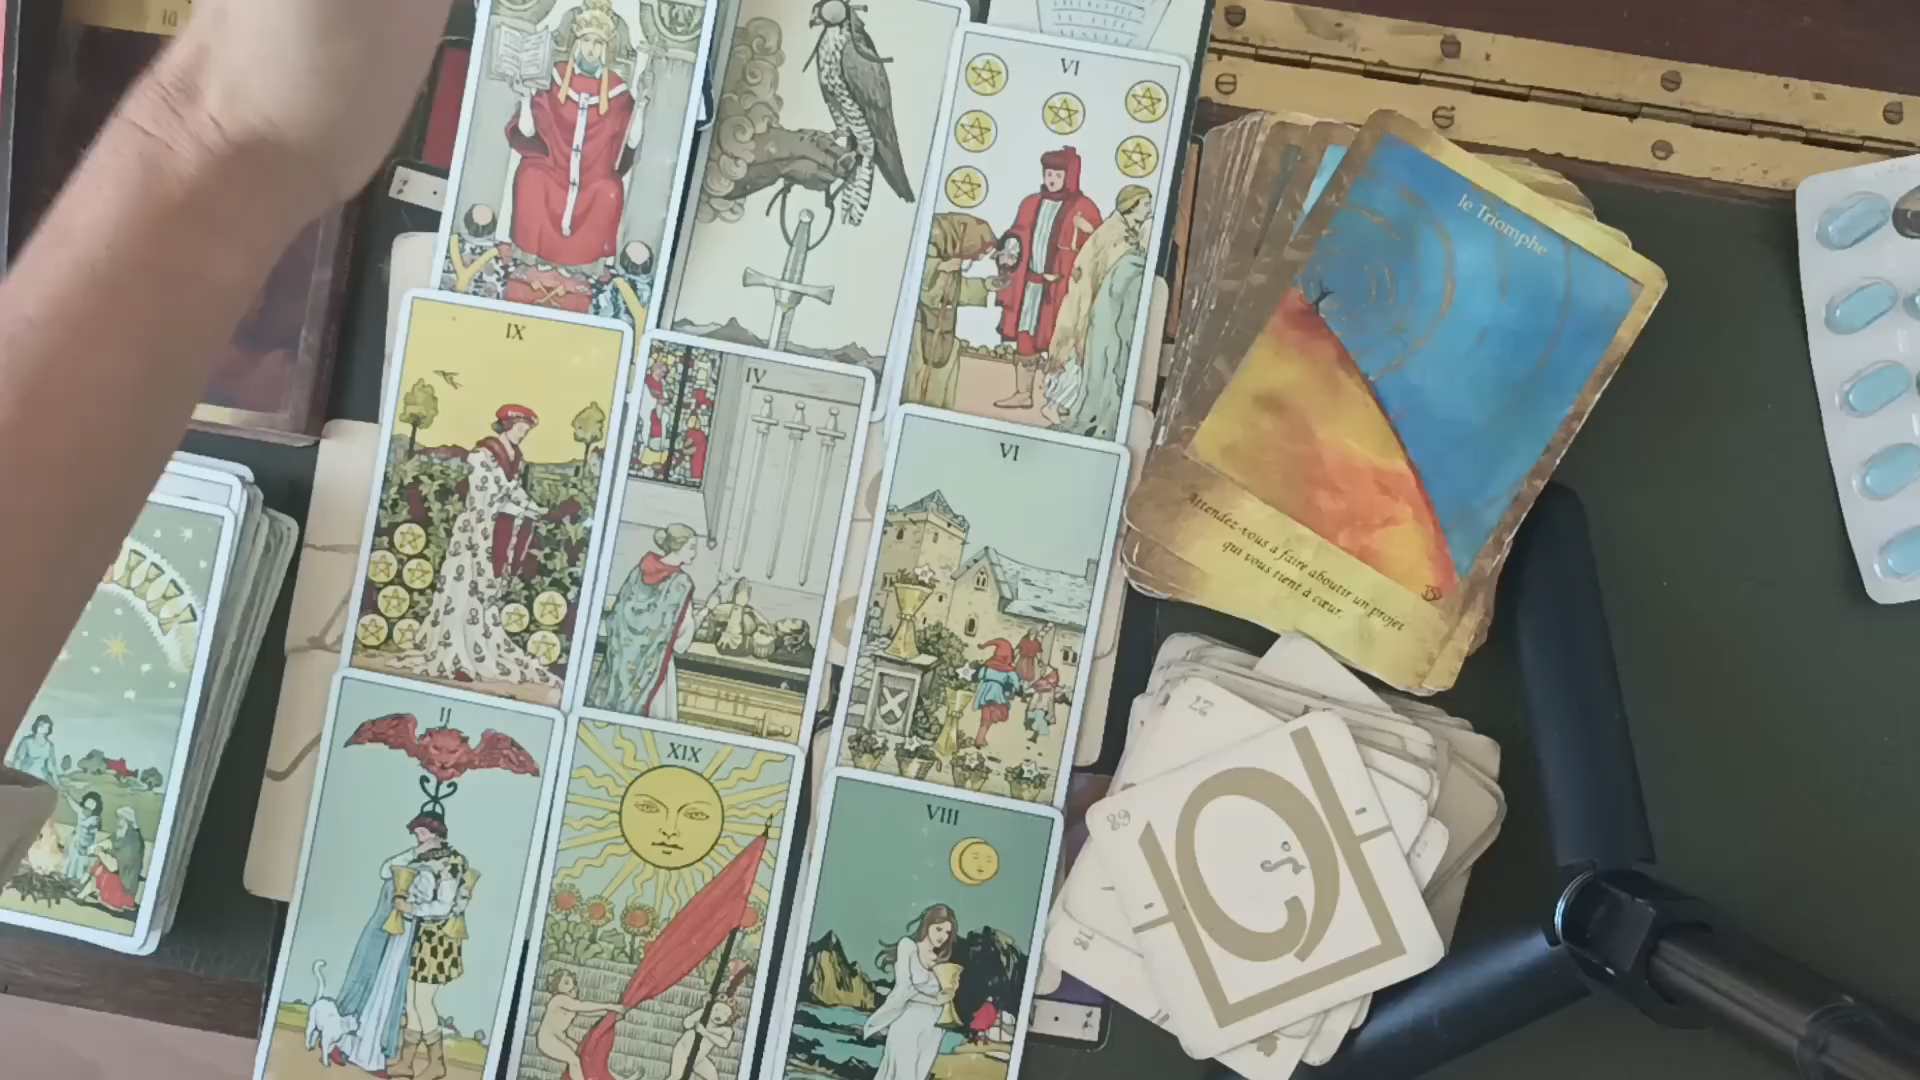 VI
le Triomphe
IX
IV
VI
Attendez-vous à faire aboutir un projet
qui vous tient à cœur.
II
XIX
VIII
27
89
78